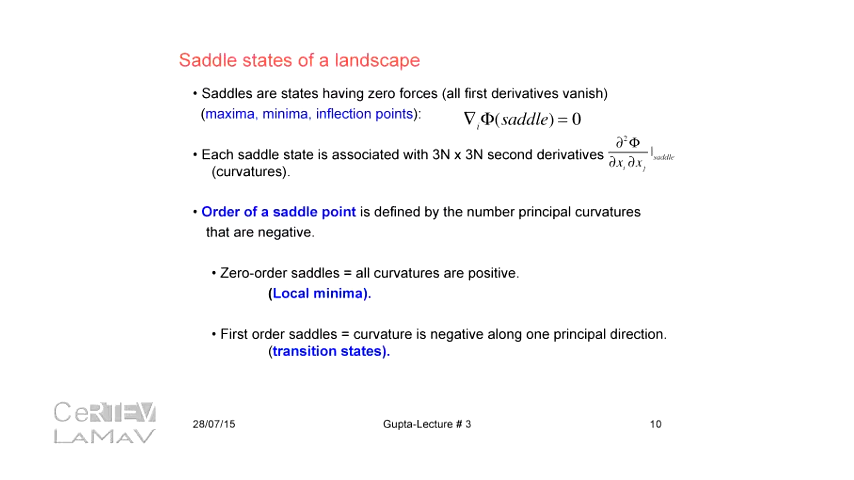 Saddle states of a landscape
• Saddles are states having zero forces (all first derivatives vanish)
(maxima, minima, inflection points): ∇ᵢΦ(saddle) = 0
• Each saddle state is associated with 3N x 3N second derivatives ∂²Φ/∂xᵢ∂xⱼ |saddle
(curvatures).
• Order of a saddle point is defined by the number principal curvatures
that are negative.
• Zero-order saddles = all curvatures are positive.
(Local minima).
• First order saddles = curvature is negative along one principal direction.
(transition states).
CeRTEV
LaMaV
28/07/15 Gupta-Lecture # 3 10